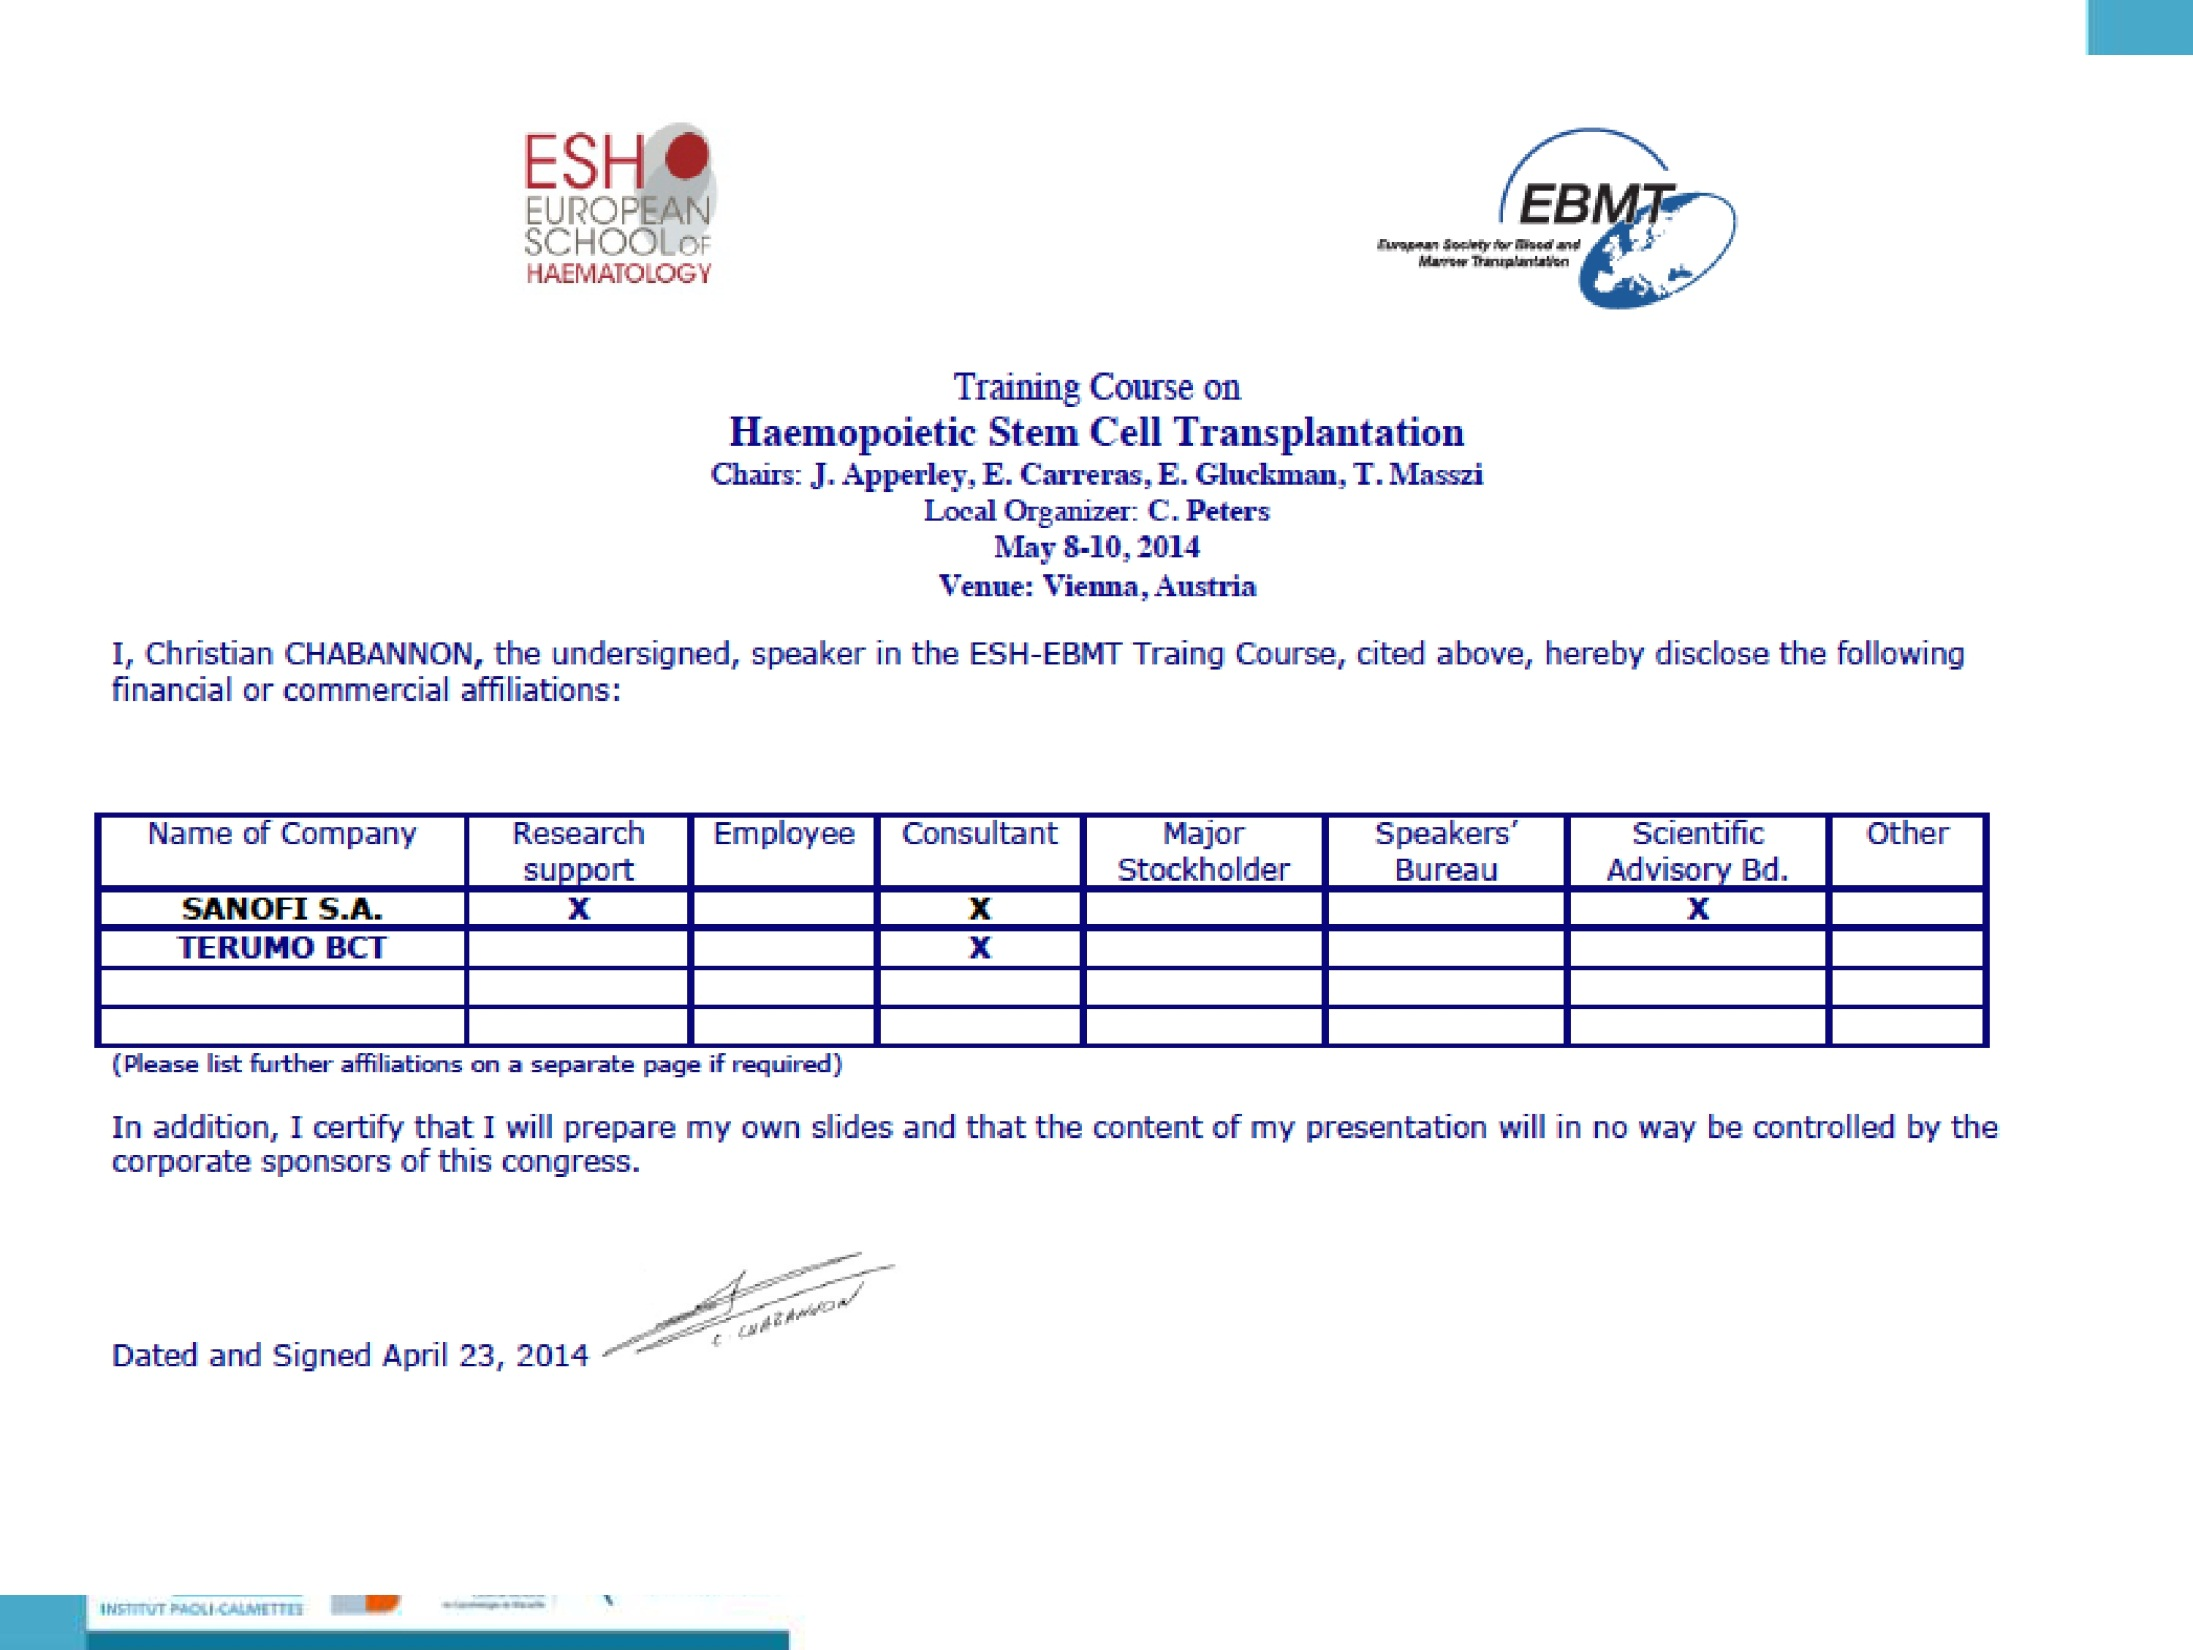 ESH
EUROPEAN
SCHOOL OF
HAEMATOLOGY
EBMT
European Society for Blood and
Marrow Transplantation
Training Course on
Haemopoietic Stem Cell Transplantation
Chairs: J. Apperley, E. Carreras, E. Gluckman, T. Masszi
Local Organizer: C. Peters
May 8-10, 2014
Venue: Vienna, Austria
I, Christian CHABANNON, the undersigned, speaker in the ESH-EBMT Traing Course, cited above, hereby disclose the following
financial or commercial affiliations:
Name of Company Research support Employee Consultant Major Stockholder Speakers' Bureau Scientific Advisory Bd. Other
SANOFI S.A. X X X
TERUMO BCT X
(Please list further affiliations on a separate page if required)
In addition, I certify that I will prepare my own slides and that the content of my presentation will in no way be controlled by the
corporate sponsors of this congress.
C. CHABANNON
Dated and Signed April 23, 2014
INSTITUT PAOLI-CALMETTES